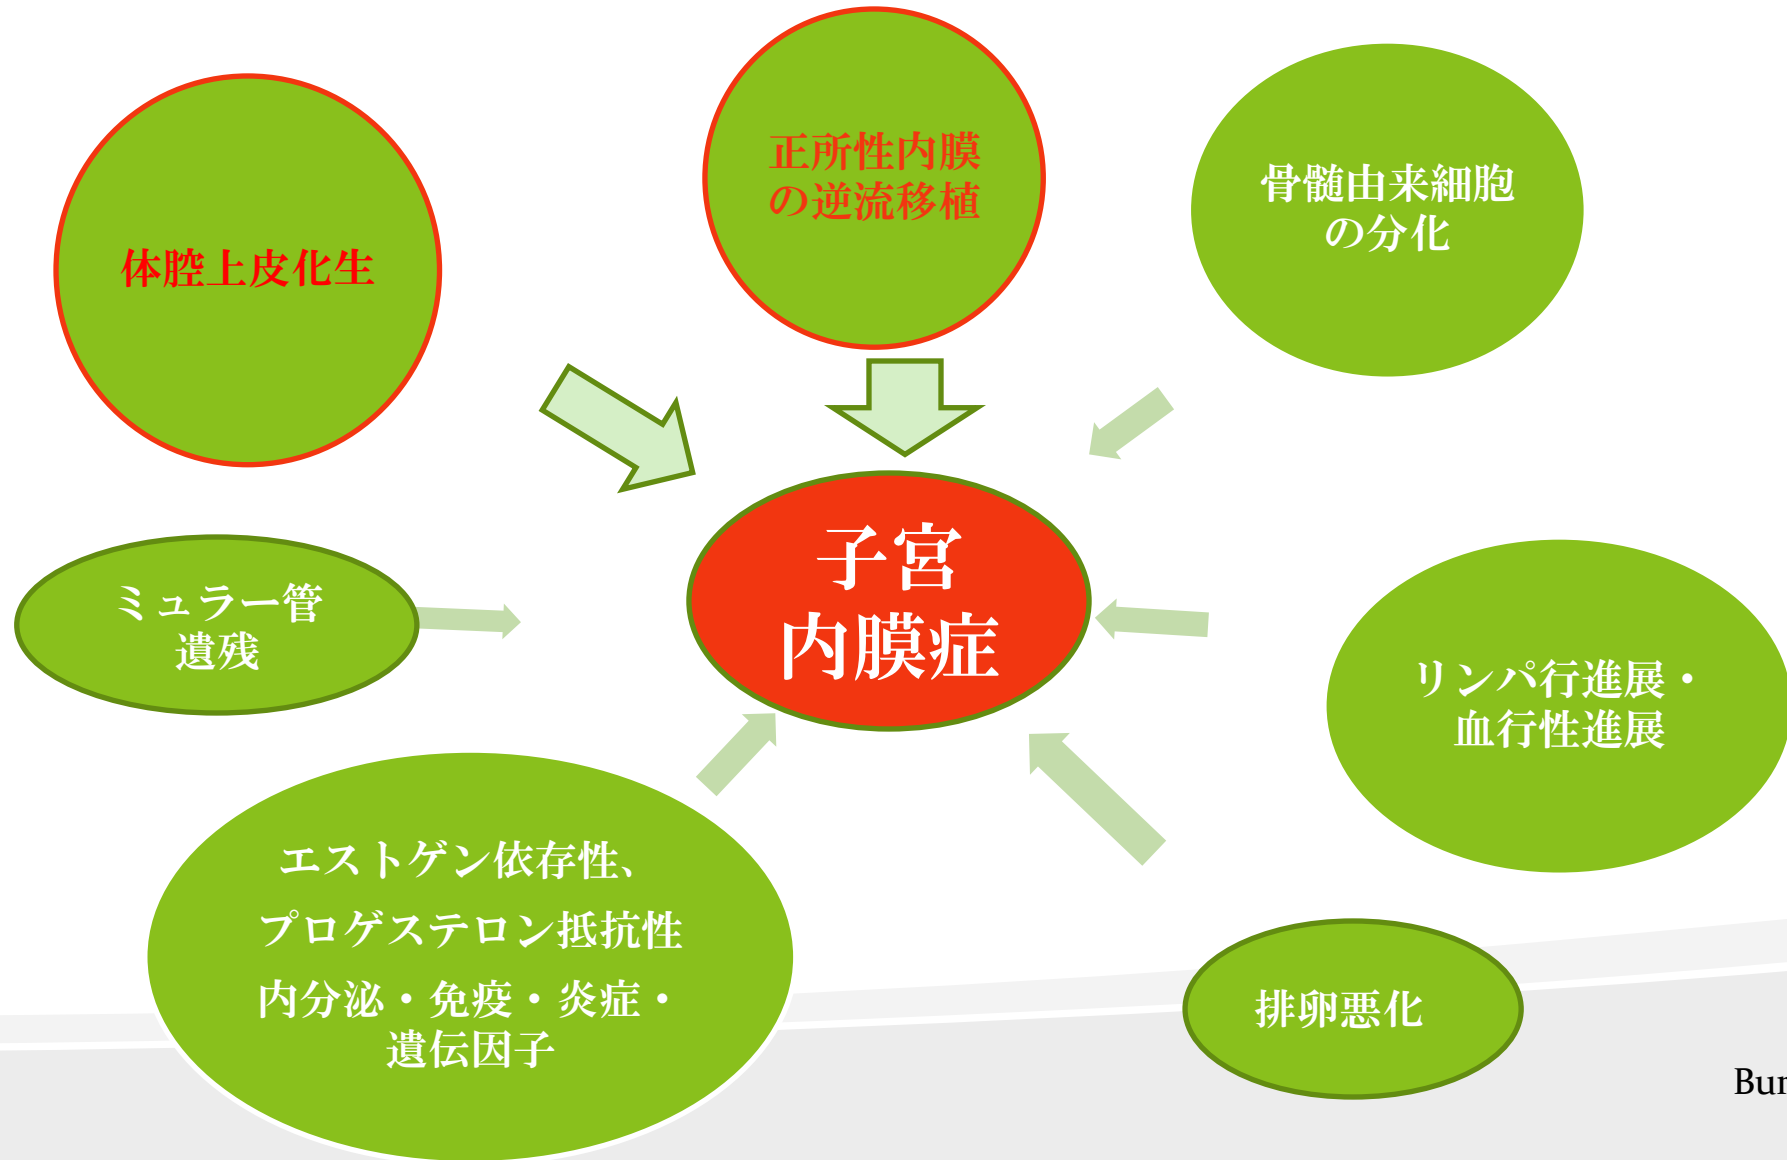 正所性内膜
の逆流移植
骨髄由来細胞
の分化
体腔上皮化生
子宮
内膜症
ミュラー管
遺残
リンパ行進展・
血行性進展
エストゲン依存性、
プロゲステロン抵抗性
内分泌・免疫・炎症・
遺伝因子
排卵悪化
Bur